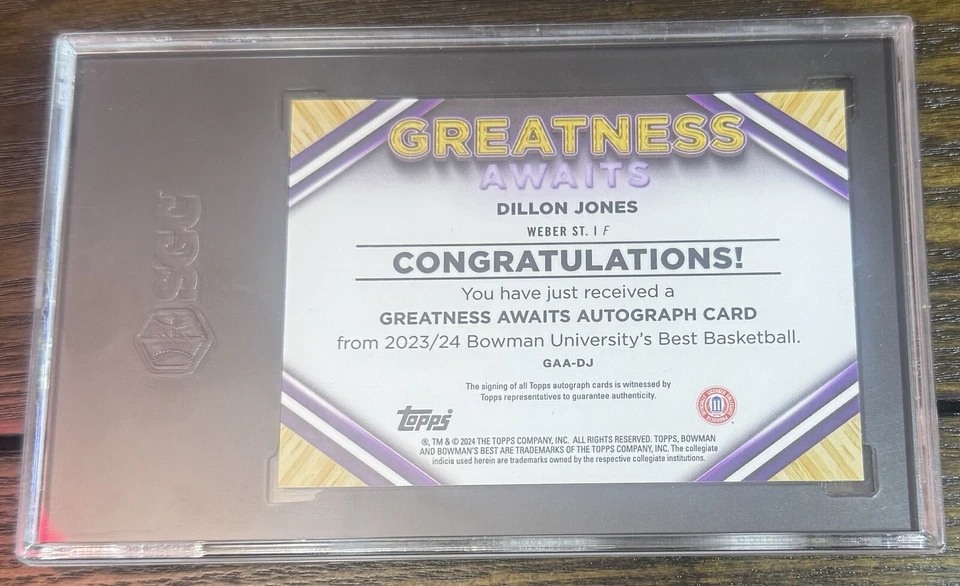 GREATNESS
AWAITS
DILLON JONES
WEBER ST. | F
CONGRATULATIONS!
You have just received a
GREATNESS AWAITS AUTOGRAPH CARD
from 2023/24 Bowman University's Best Basketball.
GAA-DJ
The signing of all Topps autograph cards is witnessed by
Topps representatives to guarantee authenticity.
Topps
®, TM & © 2024 THE TOPPS COMPANY, INC. ALL RIGHTS RESERVED. TOPPS, BOWMAN
AND BOWMAN'S BEST ARE TRADEMARKS OF THE TOPPS COMPANY, INC. The collegiate
indicia used herein are trademarks owned by the respective collegiate institutions.
SGC